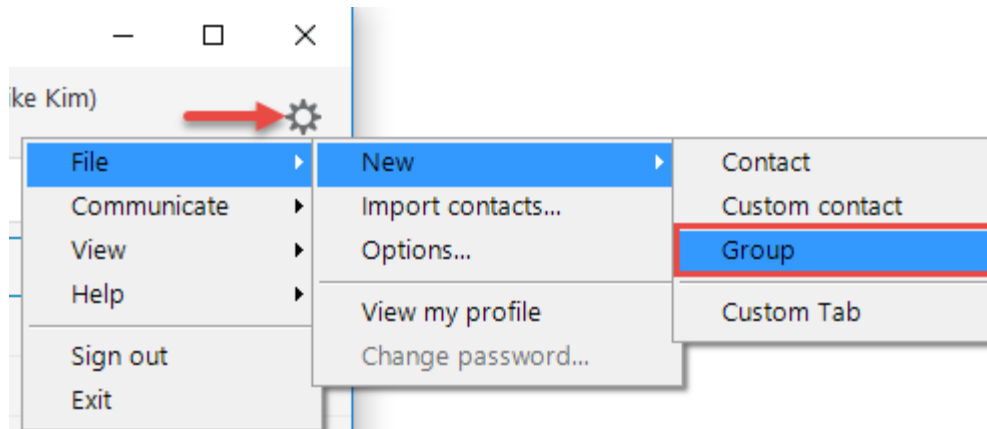 ike Kim)
File
Communicate
View
Help
Sign out
Exit
New
Import contacts...
Options...
View my profile
Change password...
Contact
Custom contact
Group
Custom Tab